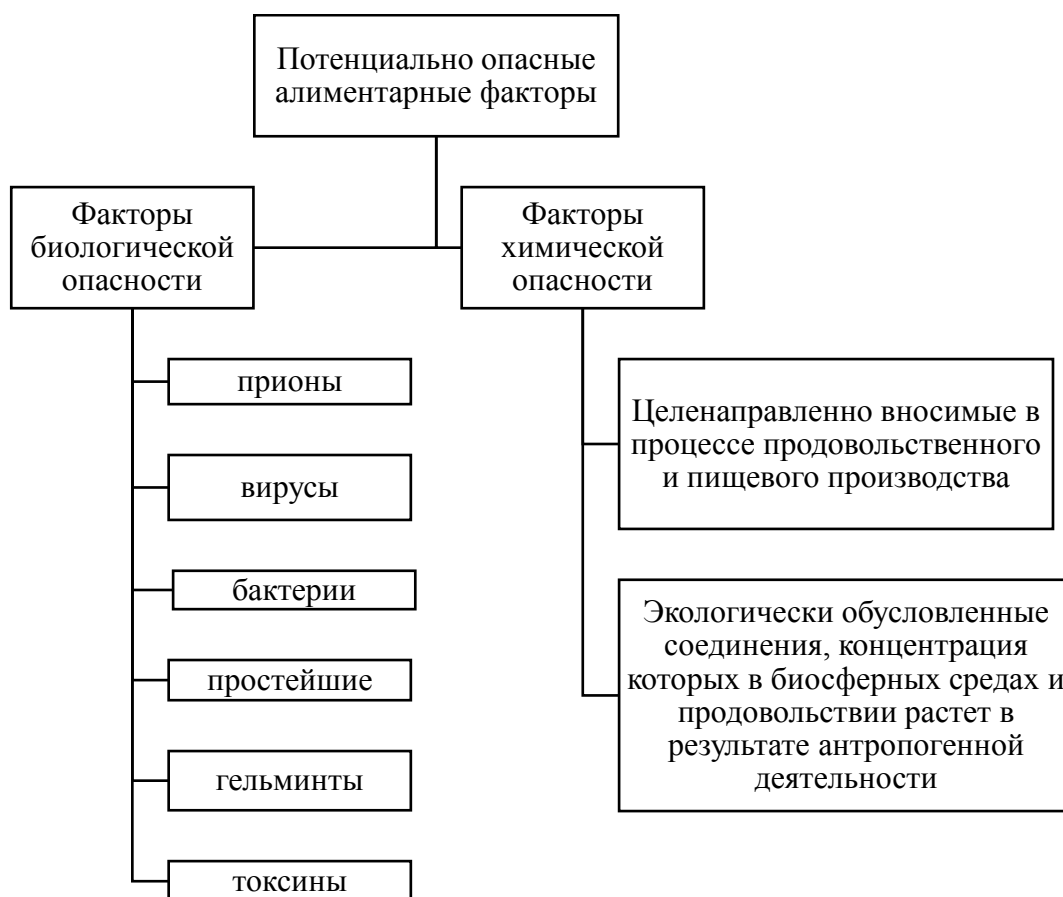 Потенциально опасные
алиментарные факторы
Факторы
биологической
опасности
Факторы
химической
опасности
прионы
вирусы
бактерии
простейшие
гельминты
токсины
Целенаправленно вносимые в
процессе продовольственного
и пищевого производства
Экологически обусловленные
соединения, концентрация
которых в биосферных средах и
продовольствии растет в
результате антропогенной
деятельности